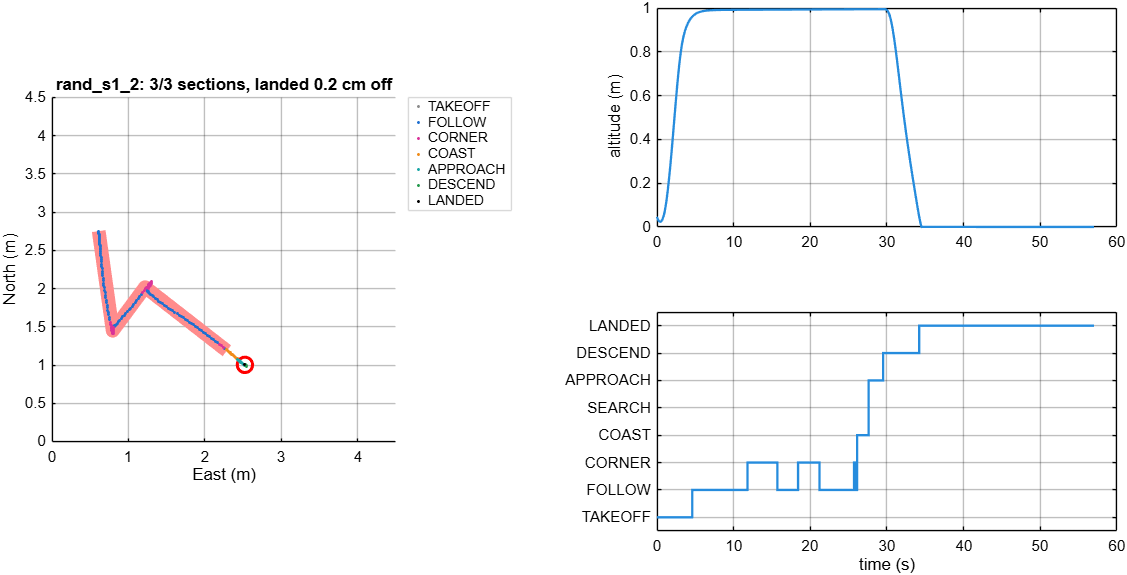 rand_s1_2: 3/3 sections, landed 0.2 cm off
4.5
4
3.5
3
2.5
2
1.5
1
0.5
0
North (m)
0 1 2 3 4
East (m)
TAKEOFF
FOLLOW
CORNER
COAST
APPROACH
DESCEND
LANDED
1
0.8
0.6
0.4
0.2
0
altitude (m)
0 10 20 30 40 50 60
LANDED
DESCEND
APPROACH
SEARCH
COAST
CORNER
FOLLOW
TAKEOFF
0 10 20 30 40 50 60
time (s)